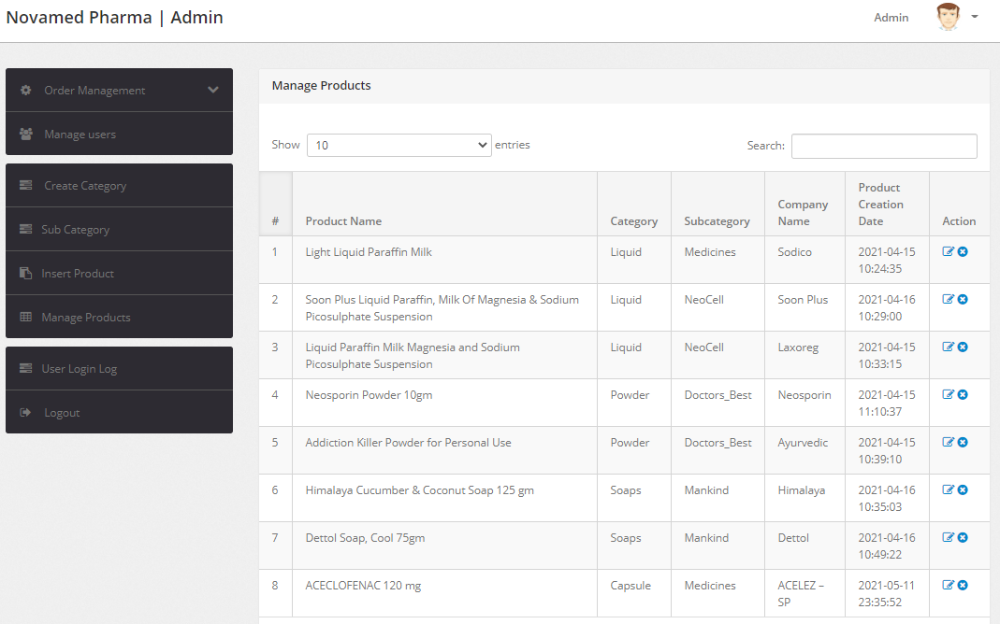 Novamed Pharma | Admin
Admin
Order Management
Manage users
Create Category
Sub Category
Insert Product
Manage Products
User Login Log
Logout
Manage Products
Show 10 entries
Search:
# Product Name Category Subcategory Company Name Product Creation Date Action
1 Light Liquid Paraffin Milk Liquid Medicines Sodico 2021-04-15
10:24:35
2 Soon Plus Liquid Paraffin, Milk Of Magnesia & Sodium Liquid NeoCell Soon Plus 2021-04-16
Picosulphate Suspension 10:29:00
3 Liquid Paraffin Milk Magnesia and Sodium Liquid NeoCell Laxoreg 2021-04-15
Picosulphate Suspension 10:33:15
4 Neosporin Powder 10gm Powder Doctors_Best Neosporin 2021-04-15
11:10:37
5 Addiction Killer Powder for Personal Use Powder Doctors_Best Ayurvedic 2021-04-15
10:39:10
6 Himalaya Cucumber & Coconut Soap 125 gm Soaps Mankind Himalaya 2021-04-16
10:35:03
7 Dettol Soap, Cool 75gm Soaps Mankind Dettol 2021-04-16
10:49:22
8 ACECLOFENAC 120 mg Capsule Medicines ACELEZ – 2021-05-11
SP 23:35:52